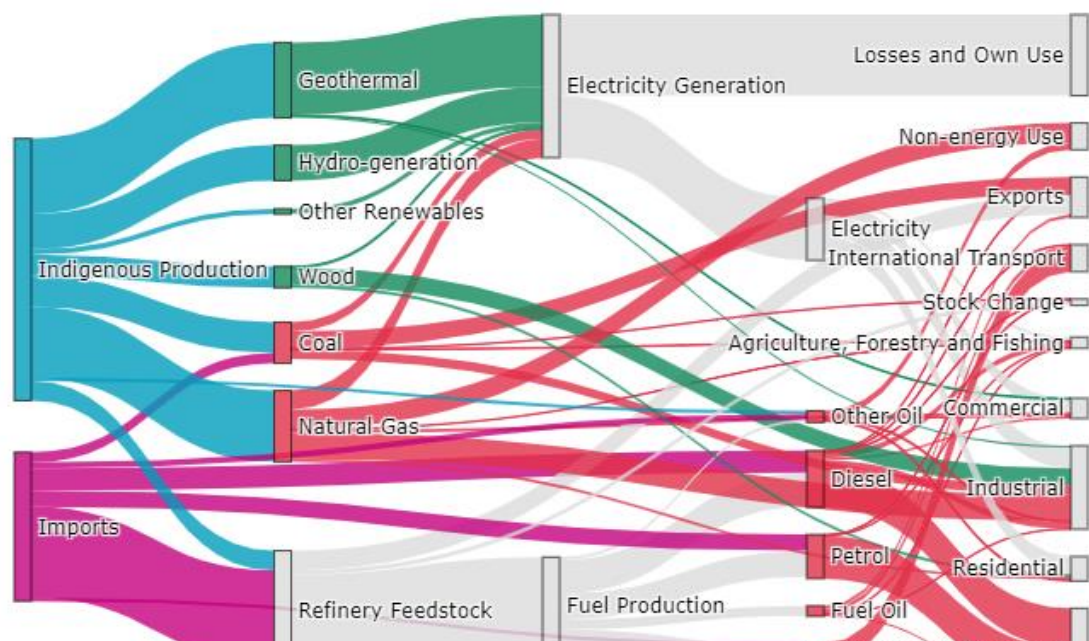 Losses and Own Use
Geothermal
Electricity Generation
Non-energy Use
Hydro-generation
Exports
Other Renewables
Electricity
International Transport
Indigenous Production
Wood
Stock Change
Coal
Agriculture, Forestry and Fishing
Commercial
Other Oil
Natural Gas
Diesel
Industrial
Imports
Petrol
Residential
Refinery Feedstock
Fuel Production
Fuel Oil